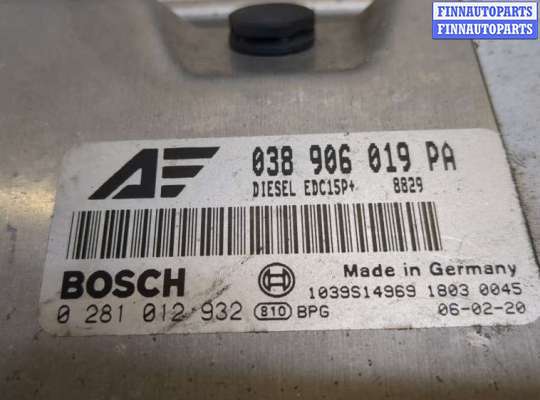 FINNAUTOPARTS
FINNAUTOPARTS
AE 038 906 019 PA
DIESEL EDC15P+ 8829
BOSCH Made in Germany
1039S14969 1803 0045
0 281 012 932 810 BPG 06-02-20